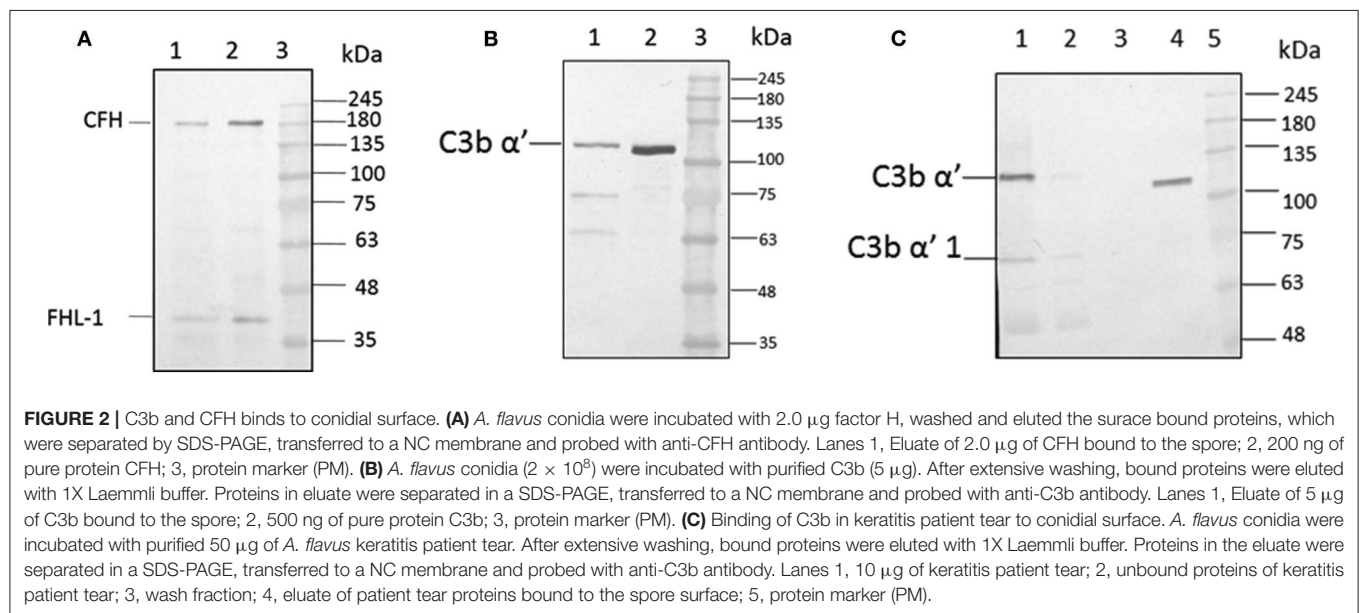 A
B
C
1 2 3 kDa
1 2 3 kDa
1 2 3 4 5 kDa
CFH
FHL-1
245
180
135
100
75
63
48
35
C3b α’
245
180
135
100
75
63
48
35
C3b α’
C3b α’ 1
245
180
135
100
75
63
48
FIGURE 2 | C3b and CFH binds to conidial surface. (A) A. flavus conidia were incubated with 2.0 μg factor H, washed and eluted the surace bound proteins, which
were separated by SDS-PAGE, transferred to a NC membrane and probed with anti-CFH antibody. Lanes 1, Eluate of 2.0 μg of CFH bound to the spore; 2, 200 ng of
pure protein CFH; 3, protein marker (PM). (B) A. flavus conidia (2 × 10⁸) were incubated with purified C3b (5 μg). After extensive washing, bound proteins were eluted
with 1X Laemmli buffer. Proteins in eluate were separated in a SDS-PAGE, transferred to a NC membrane and probed with anti-C3b antibody. Lanes 1, Eluate of 5 μg
of C3b bound to the spore; 2, 500 ng of pure protein C3b; 3, protein marker (PM). (C) Binding of C3b in keratitis patient tear to conidial surface. A. flavus conidia were
incubated with purified 50 μg of A. flavus keratitis patient tear. After extensive washing, bound proteins were eluted with 1X Laemmli buffer. Proteins in the eluate were
separated in a SDS-PAGE, transferred to a NC membrane and probed with anti-C3b antibody. Lanes 1, 10 μg of keratitis patient tear; 2, unbound proteins of keratitis
patient tear; 3, wash fraction; 4, eluate of patient tear proteins bound to the spore surface; 5, protein marker (PM).